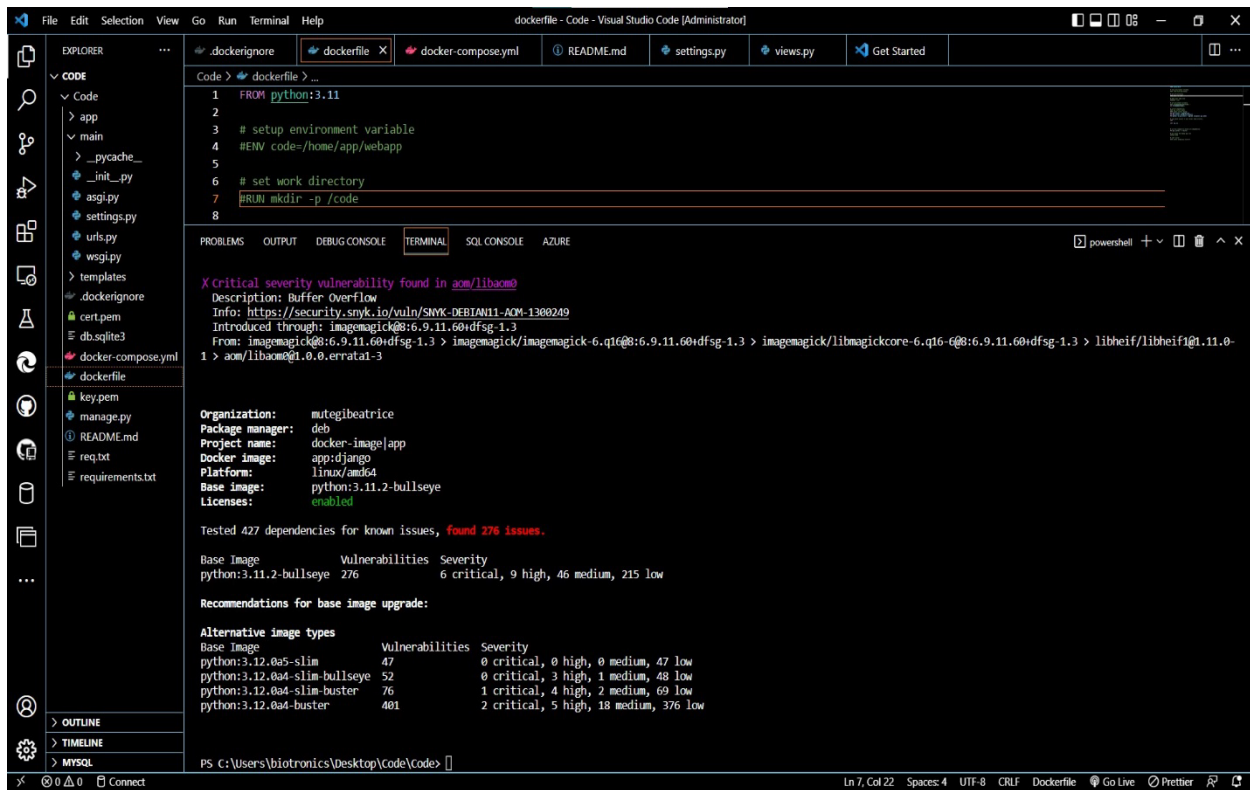 File Edit Selection View Go Run Terminal Help dockerfile - Code - Visual Studio Code [Administrator]
EXPLORER ...
.dockerignore dockerfile docker-compose.yml README.md settings.py views.py Get Started ...
CODE
Code
app
main
__pycache__
__init__.py
asgi.py
settings.py
urls.py
wsgi.py
templates
.dockerignore
cert.pem
db.sqlite3
docker-compose.yml
dockerfile
key.pem
manage.py
README.md
req.txt
requirements.txt
OUTLINE
TIMELINE
MYSQL
Code > dockerfile > ...
1 FROM python:3.11
2
3 # setup environment variable
4 #ENV code=/home/app/webapp
5
6 # set work directory
7 #RUN mkdir -p /code
8
PROBLEMS OUTPUT DEBUG CONSOLE TERMINAL SQL CONSOLE AZURE powershell
✗ Critical severity vulnerability found in aom/libaom0
Description: Buffer Overflow
Info: https://security.snyk.io/vuln/SNYK-DEBIAN11-AOM-1300249
Introduced through: imagemagick@8:6.9.11.60+dfsg-1.3
From: imagemagick@8:6.9.11.60+dfsg-1.3 > imagemagick/imagemagick-6.q16@8:6.9.11.60+dfsg-1.3 > imagemagick/libmagickcore-6.q16-6@8:6.9.11.60+dfsg-1.3 > libheif/libheif1@1.11.0-
1 > aom/libaom0@1.0.0.errata1-3
Organization: mutegibeatrice
Package manager: deb
Project name: docker-image|app
Docker image: app:django
Platform: linux/amd64
Base image: python:3.11.2-bullseye
Licenses: enabled
Tested 427 dependencies for known issues, found 276 issues.
Base Image Vulnerabilities Severity
python:3.11.2-bullseye 276 6 critical, 9 high, 46 medium, 215 low
Recommendations for base image upgrade:
Alternative image types
Base Image Vulnerabilities Severity
python:3.12.0a5-slim 47 0 critical, 0 high, 0 medium, 47 low
python:3.12.0a4-slim-bullseye 52 0 critical, 3 high, 1 medium, 48 low
python:3.12.0a4-slim-buster 76 1 critical, 4 high, 2 medium, 69 low
python:3.12.0a4-buster 401 2 critical, 5 high, 18 medium, 376 low
PS C:\Users\biotronics\Desktop\Code\Code>
0 0 Connect Ln 7, Col 22 Spaces: 4 UTF-8 CRLF Dockerfile Go Live Prettier